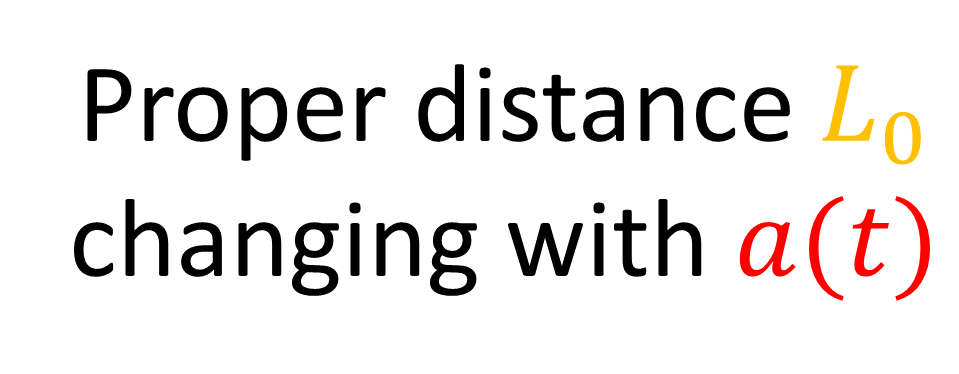 Proper distance L₀
changing with a(t)